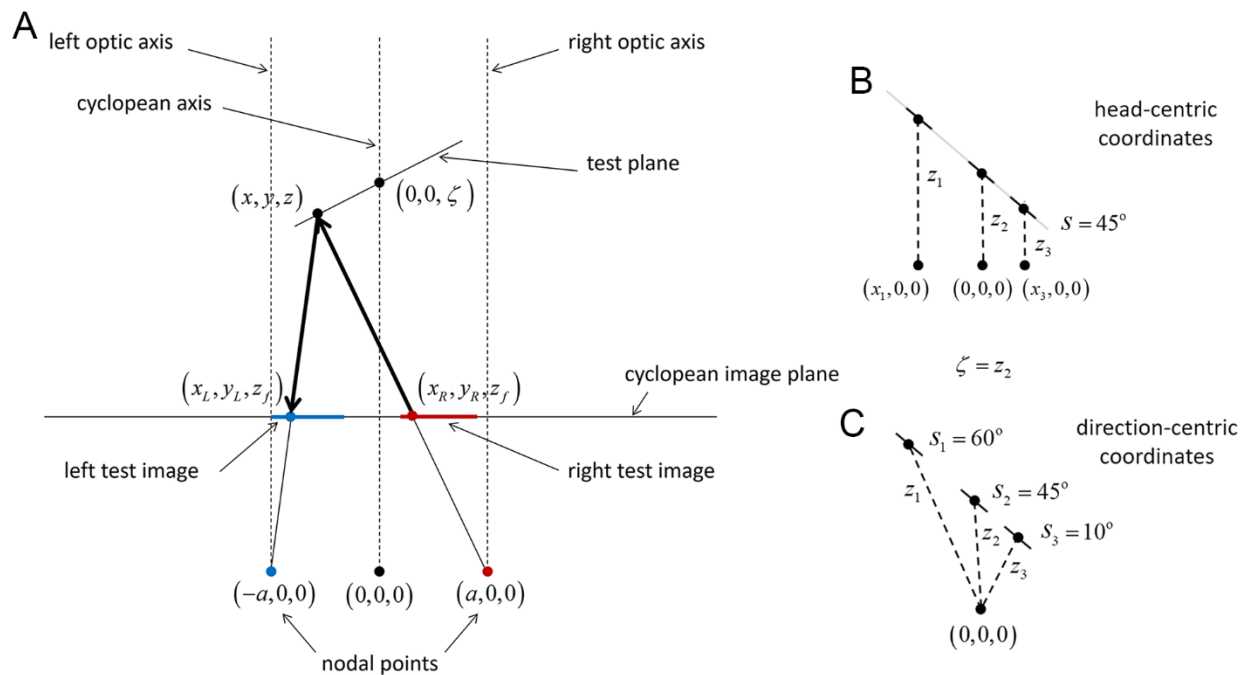 A
left optic axis
right optic axis
cyclopean axis
test plane
(x, y, z)
(0,0,ζ)
(x_L, y_L, z_f)
(x_R, y_R, z_f)
cyclopean image plane
left test image
right test image
(−a,0,0)
(0,0,0)
(a,0,0)
nodal points
B
head-centric
coordinates
z_1
z_2
z_3
s = 45°
(x_1,0,0)
(0,0,0)
(x_3,0,0)
ζ = z_2
C
direction-centric
coordinates
s_1 = 60°
z_1
s_2 = 45°
z_2
s_3 = 10°
z_3
(0,0,0)